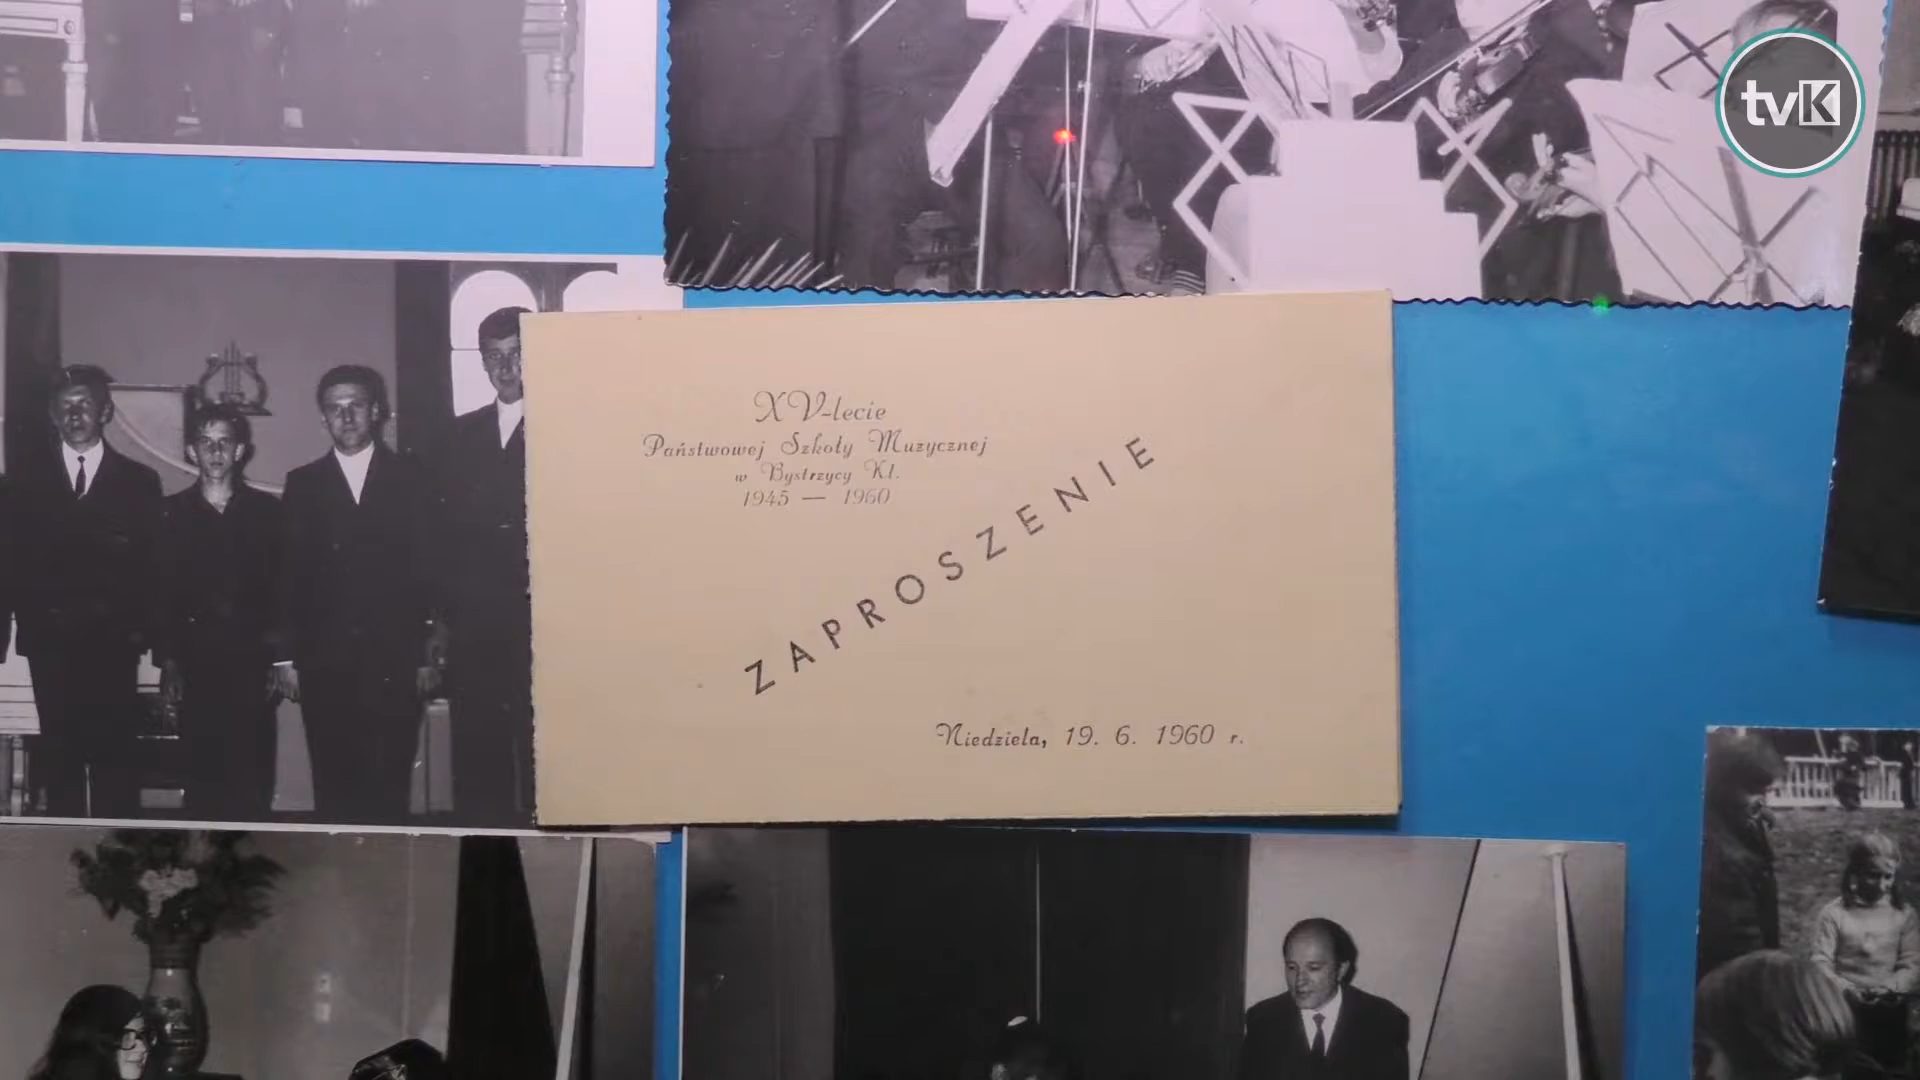 tvK
XV-lecie
Państwowej Szkoły Muzycznej
w Bystrzycy Kł.
1945 — 1960
ZAPROSZENIE
Niedziela, 19. 6. 1960 r.